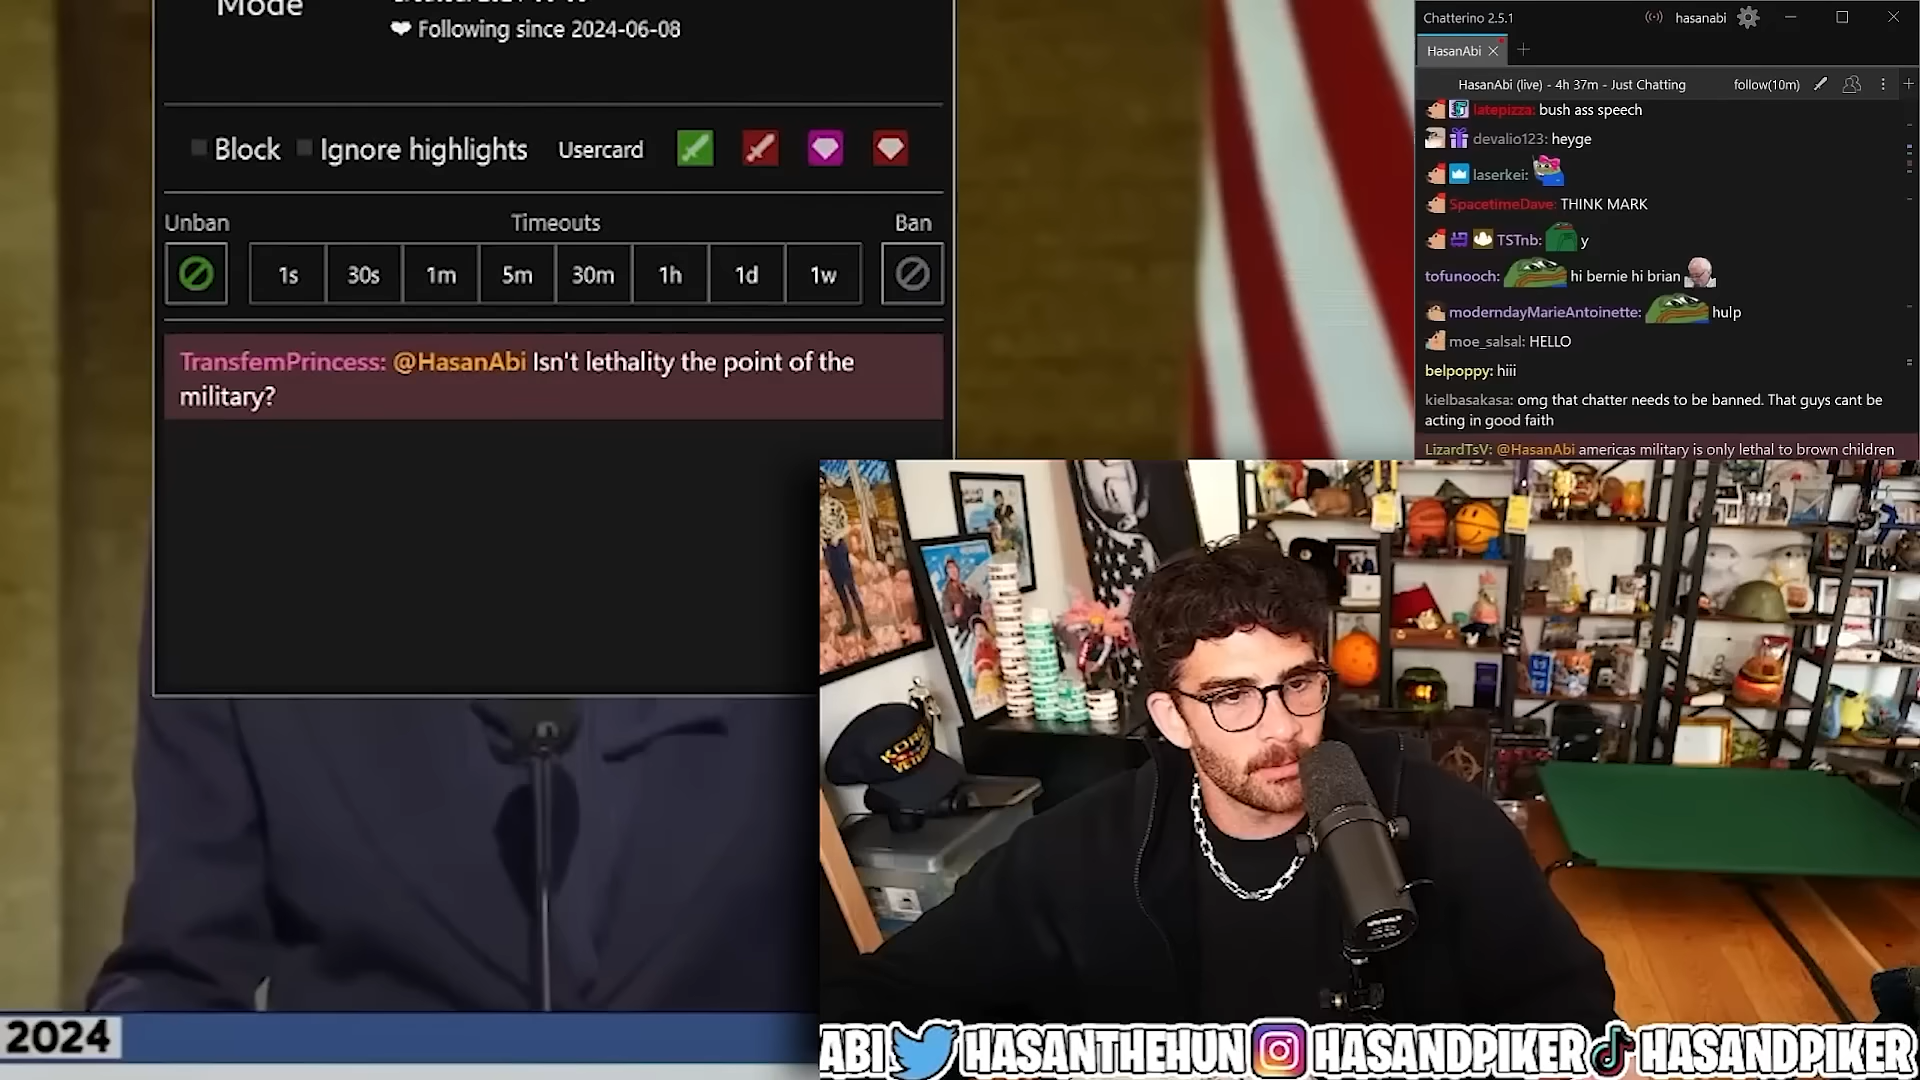 Mode
Following since 2024-06-08
Block Ignore highlights Usercard
Unban Timeouts Ban
1s 30s 1m 5m 30m 1h 1d 1w
TransfemPrincess: @HasanAbi Isn't lethality the point of the
military?
Chatterino 2.5.1 hasanabi
HasanAbi
HasanAbi (live) - 4h 37m - Just Chatting follow(10m)
latepizza: bush ass speech
devalio123: heyge
laserkei:
SpacetimeDave: THINK MARK
TSTnb: y
tofunooch: hi bernie hi brian
moderndayMarieAntoinette: hulp
moe_salsal: HELLO
belpoppy: hiii
kielbasakasa: omg that chatter needs to be banned. That guys cant be
acting in good faith
LizardTsV: @HasanAbi americas military is only lethal to brown children
KOREA
VETERAN
2024
ABI HASANTHEHUN HASANDPIKER HASANDPIKER